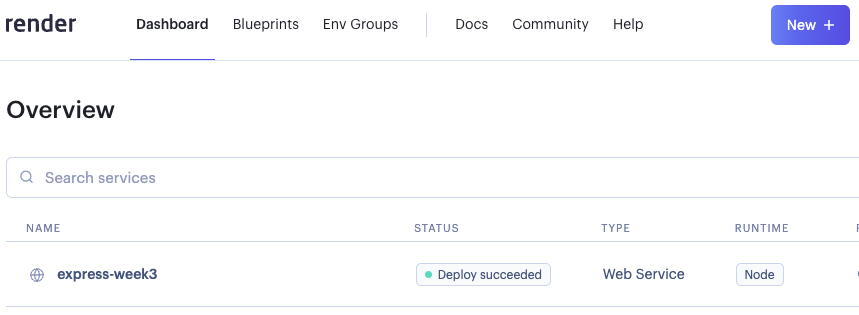 render Dashboard Blueprints Env Groups Docs Community Help New +
Overview
Search services
NAME STATUS TYPE RUNTIME
express-week3 Deploy succeeded Web Service Node